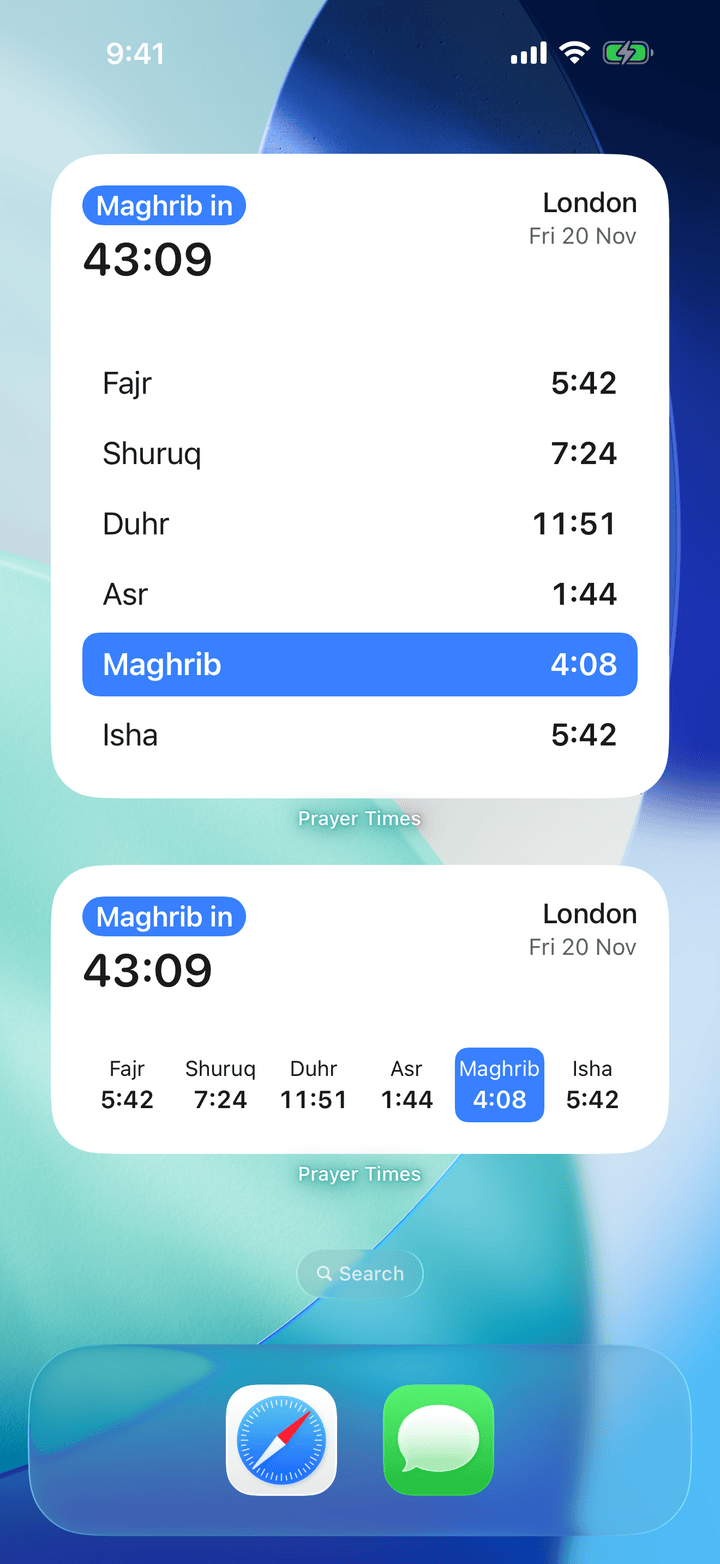 9:41
Maghrib in
London
43:09
Fri 20 Nov
Fajr 5:42
Shuruq 7:24
Duhr 11:51
Asr 1:44
Maghrib 4:08
Isha 5:42
Prayer Times
Maghrib in
London
43:09
Fri 20 Nov
Fajr Shuruq Duhr Asr Maghrib Isha
5:42 7:24 11:51 1:44 4:08 5:42
Prayer Times
Search